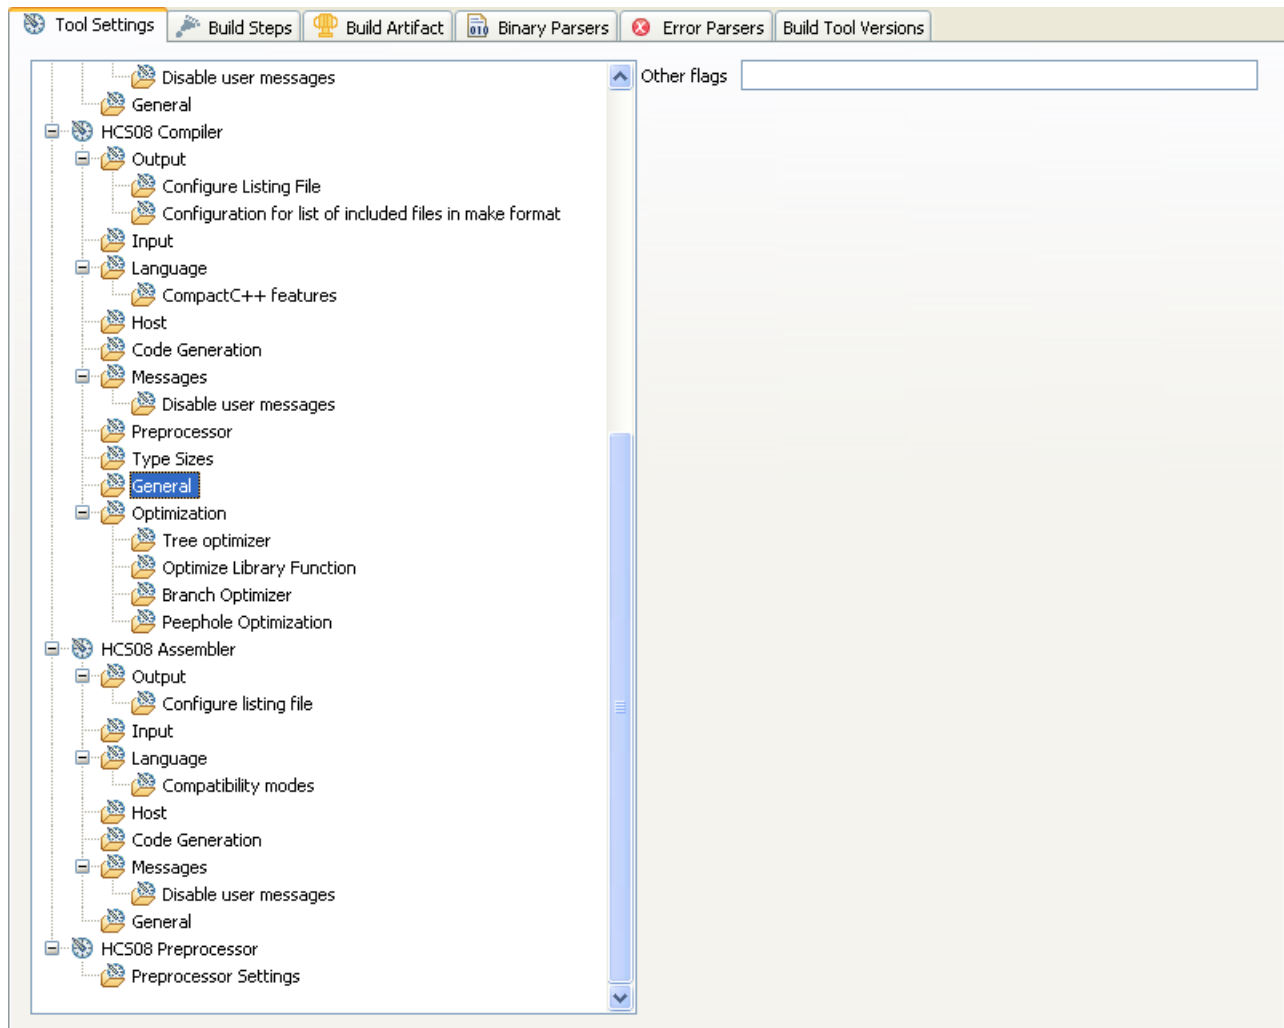 Tool Settings Build Steps Build Artifact Binary Parsers Error Parsers Build Tool Versions
Other flags
Disable user messages
General
HCS08 Compiler
Output
Configure Listing File
Configuration for list of included files in make format
Input
Language
CompactC++ features
Host
Code Generation
Messages
Disable user messages
Preprocessor
Type Sizes
General
Optimization
Tree optimizer
Optimize Library Function
Branch Optimizer
Peephole Optimization
HCS08 Assembler
Output
Configure listing file
Input
Language
Compatibility modes
Host
Code Generation
Messages
Disable user messages
General
HCS08 Preprocessor
Preprocessor Settings